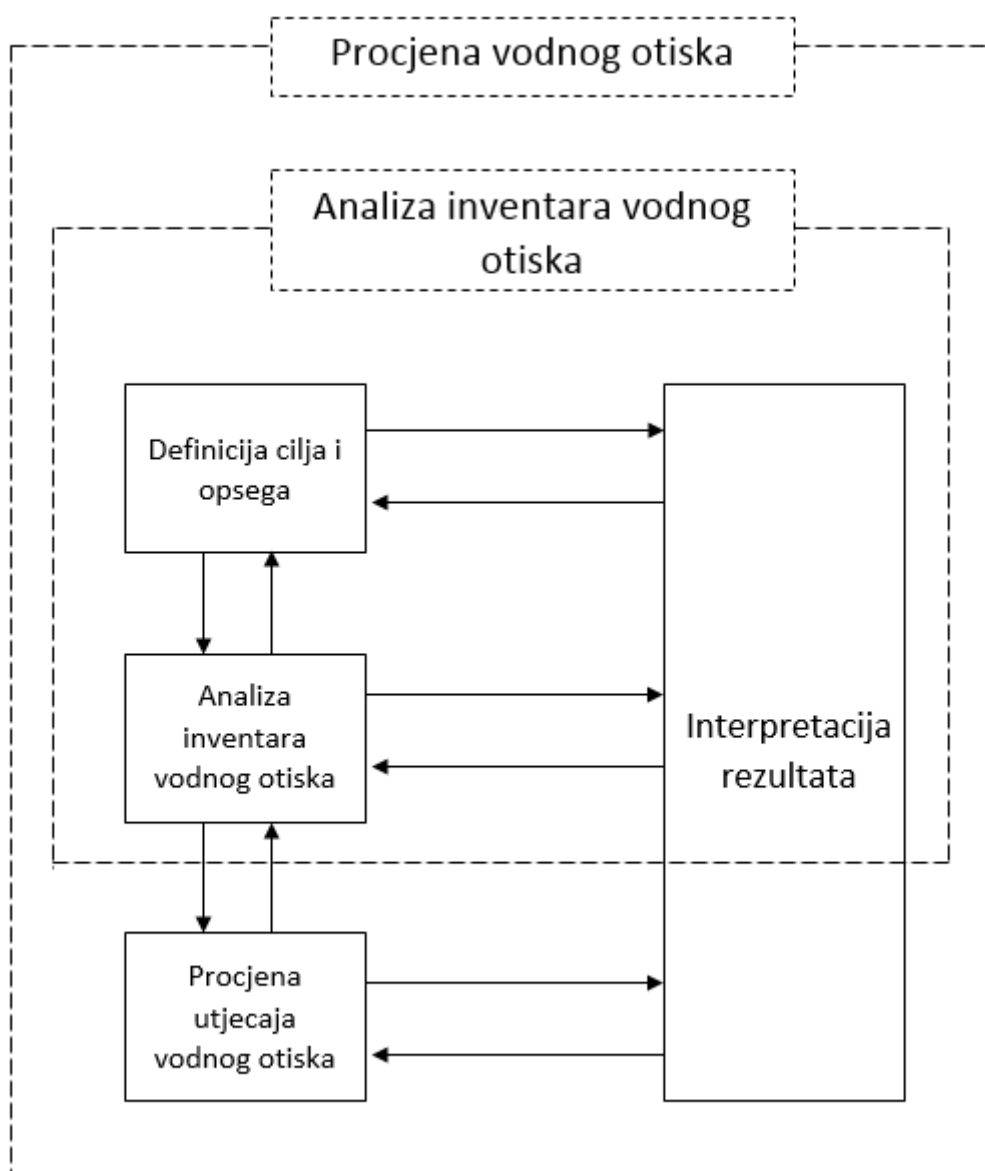 Procjena vodnog otiska
Analiza inventara vodnog
otiska
Definicija cilja i
opsega
Analiza
inventara
vodnog otiska
Interpretacija
rezultata
Procjena
utjecaja
vodnog otiska